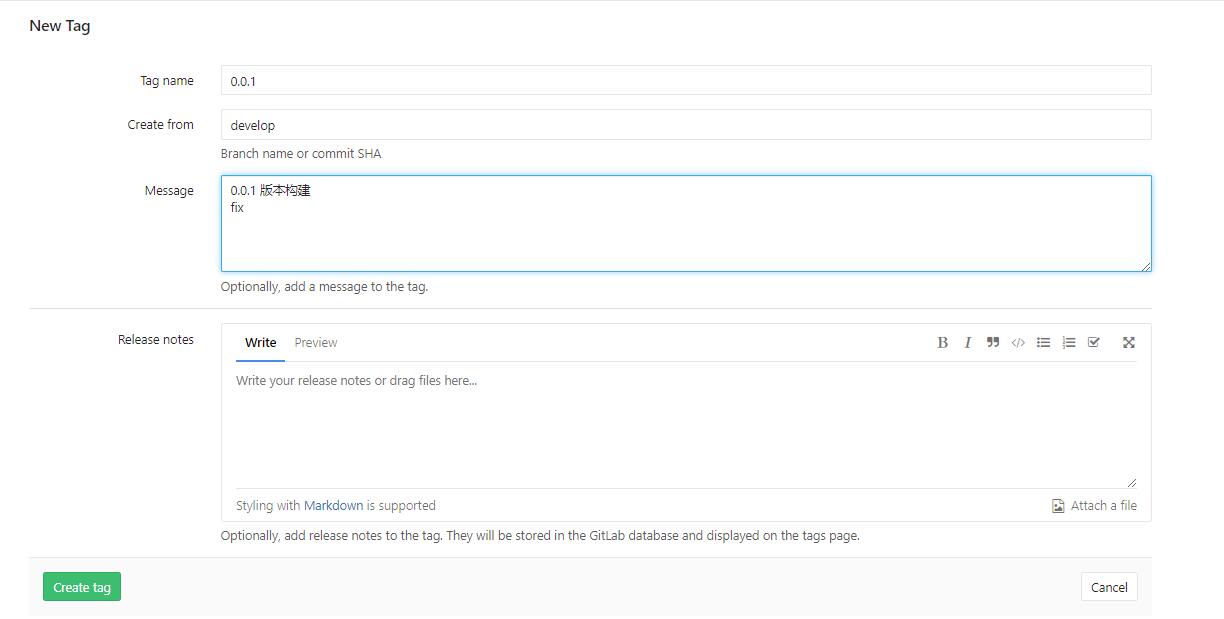 New Tag
Tag name
0.0.1
Create from
develop
Branch name or commit SHA
Message
0.0.1 版本构建
fix
Optionally, add a message to the tag.
Release notes
Write Preview
B I
Write your release notes or drag files here...
Styling with Markdown is supported
Attach a file
Optionally, add release notes to the tag. They will be stored in the GitLab database and displayed on the tags page.
Create tag
Cancel